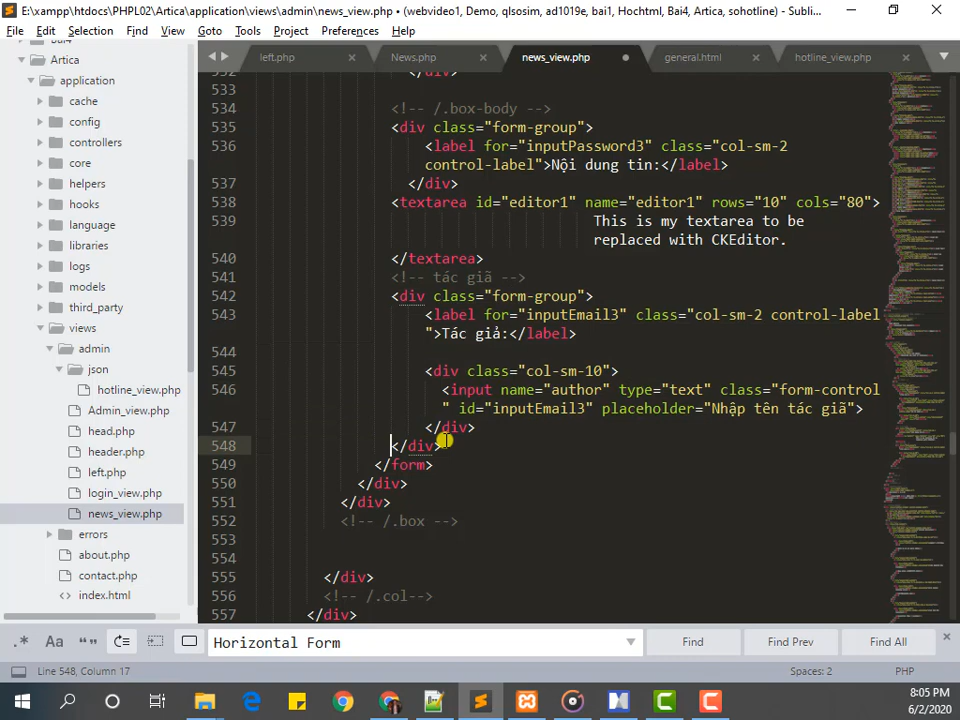 E:\xampp\htdocs\PHPL02\Artica\application\views\admin\news_view.php • (webvideo1, Demo, qlsosim, ad1019e, bai1, Hochtml, Bai4, Artica, sohotline) - Subli...
File Edit Selection Find View Goto Tools Project Preferences Help
left.php × News.php × news_view.php general.html × hotline_view.php ×
Bai4
Artica
application
cache
config
controllers
core
helpers
hooks
language
libraries
logs
models
third_party
views
admin
json
hotline_view.php
Admin_view.php
head.php
header.php
left.php
login_view.php
news_view.php
errors
about.php
contact.php
index.html
532 </div>
533
534 <!-- /.box-body -->
535 <div class="form-group">
536 <label for="inputPassword3" class="col-sm-2
control-label">Nội dung tin:</label>
537 </div>
538 <textarea id="editor1" name="editor1" rows="10" cols="80">
539 This is my textarea to be
replaced with CKEditor.
540 </textarea>
541 <!-- tác giã -->
542 <div class="form-group">
543 <label for="inputEmail3" class="col-sm-2 control-label
">Tác giả:</label>
544
545 <div class="col-sm-10">
546 <input name="author" type="text" class="form-control
" id="inputEmail3" placeholder="Nhập tên tác giã">
547 </div>
548 </div>
549 </form>
550 </div>
551 </div>
552 <!-- /.box -->
553
554
555 </div>
556 <!-- /.col-->
557 </div>
.* Aa “” Horizontal Form Find Find Prev Find All ×
Line 548, Column 17 Spaces: 2 PHP
8:05 PM
6/2/2020